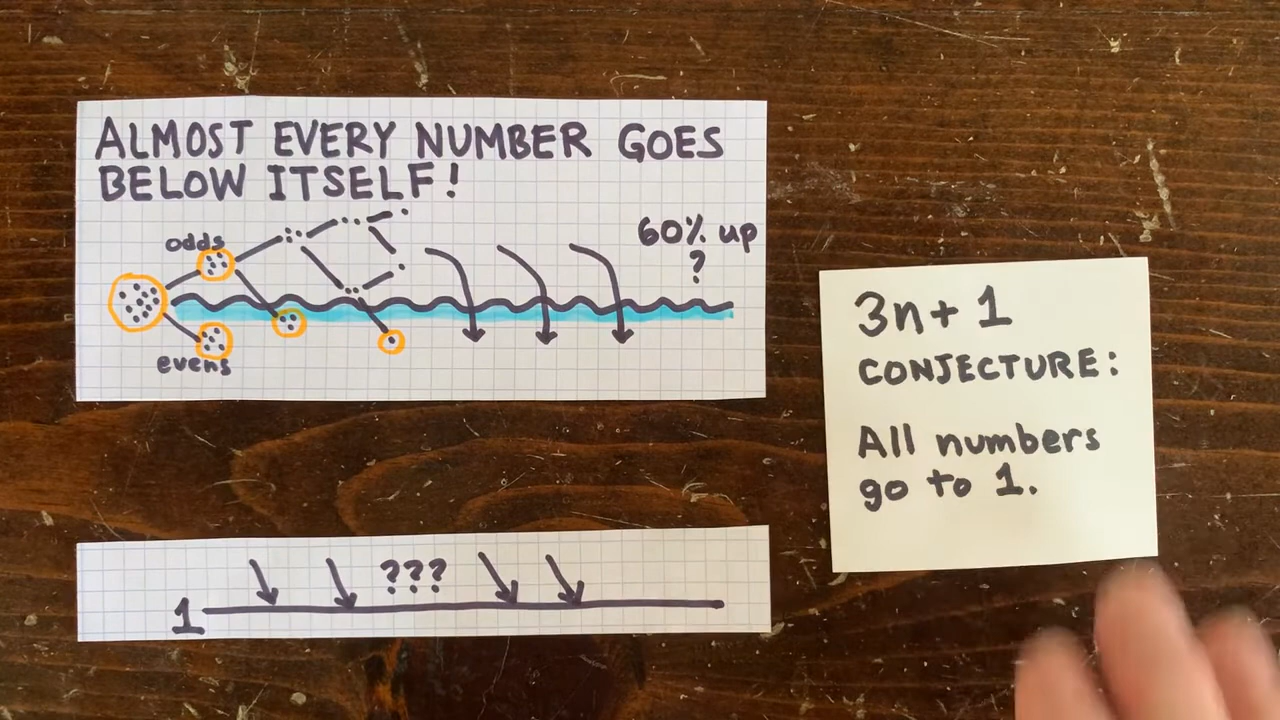 ALMOST EVERY NUMBER GOES
BELOW ITSELF!
odds
evens
60% up
?
1
???
3n+1
CONJECTURE:
All numbers
go to 1.